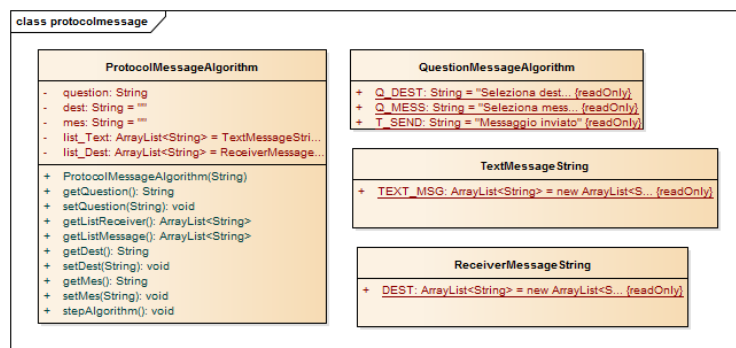 class protocolmessage
ProtocolMessageAlgorithm
- question: String
- dest: String = ""
- mes: String = ""
- list_Text: ArrayList<String> = TextMessageStri...
- list_Dest: ArrayList<String> = ReceiverMessage...
+ ProtocolMessageAlgorithm(String)
+ getQuestion(): String
+ setQuestion(String): void
+ getListReceiver(): ArrayList<String>
+ getListMessage(): ArrayList<String>
+ getDest(): String
+ setDest(String): void
+ getMes(): String
+ setMes(String): void
+ stepAlgorithm(): void
QuestionMessageAlgorithm
+ Q_DEST: String = "Seleziona dest... {readOnly}
+ Q_MESS: String = "Seleziona mess... {readOnly}
+ T_SEND: String = "Messaggio inviato" {readOnly}
TextMessageString
+ TEXT_MSG: ArrayList<String> = new ArrayList<S... {readOnly}
ReceiverMessageString
+ DEST: ArrayList<String> = new ArrayList<S... {readOnly}